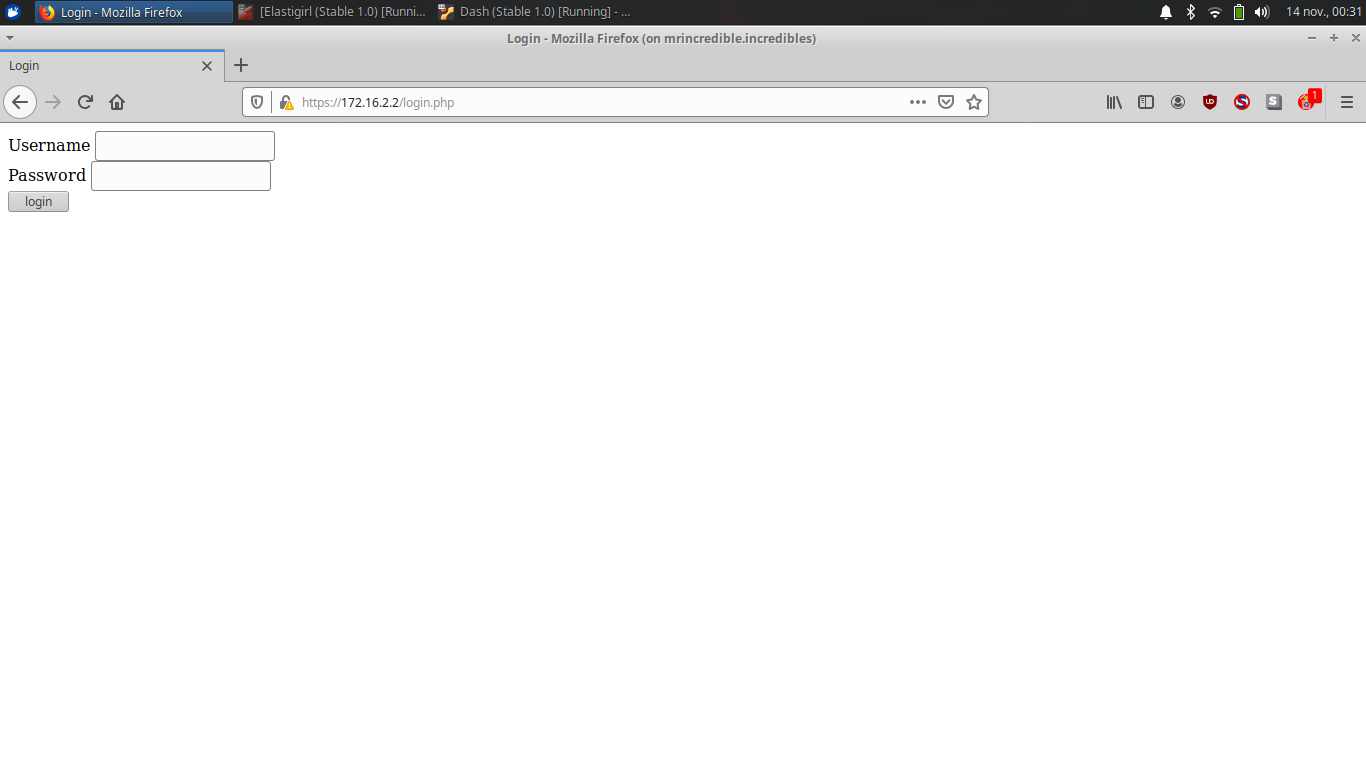 Login - Mozilla Firefox [Elastigirl (Stable 1.0) [Runni... Dash (Stable 1.0) [Running] - ... 14 nov., 00:31
Login - Mozilla Firefox (on mrincredible.incredibles)
Login
https://172.16.2.2/login.php
S
1
Username
Password
login